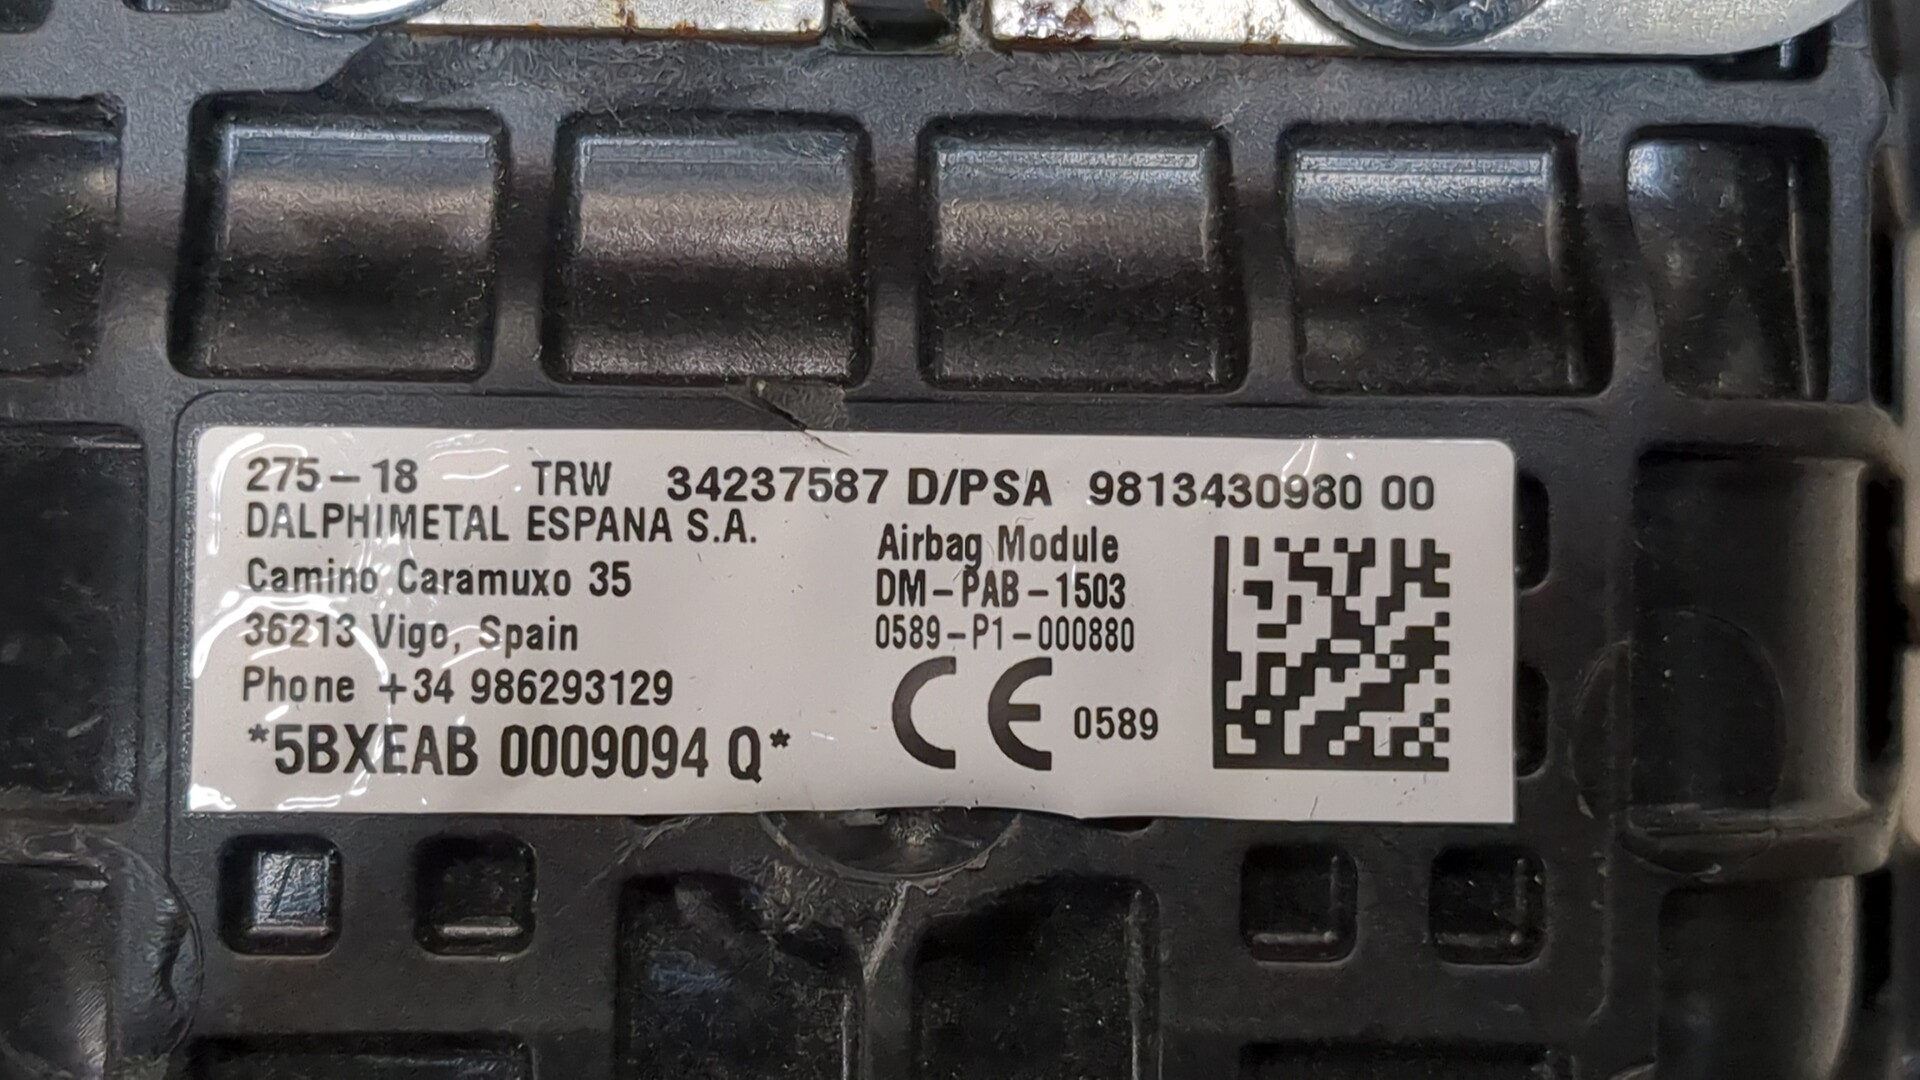 275-18 TRW 34237587 D/PSA 9813430980 00
DALPHIMETAL ESPANA S.A.
Camino Caramuxo 35
36213 Vigo, Spain
Phone +34 986293129
*5BXEAB 0009094 Q*
Airbag Module
DM-PAB-1503
0589-P1-000880
CE 0589